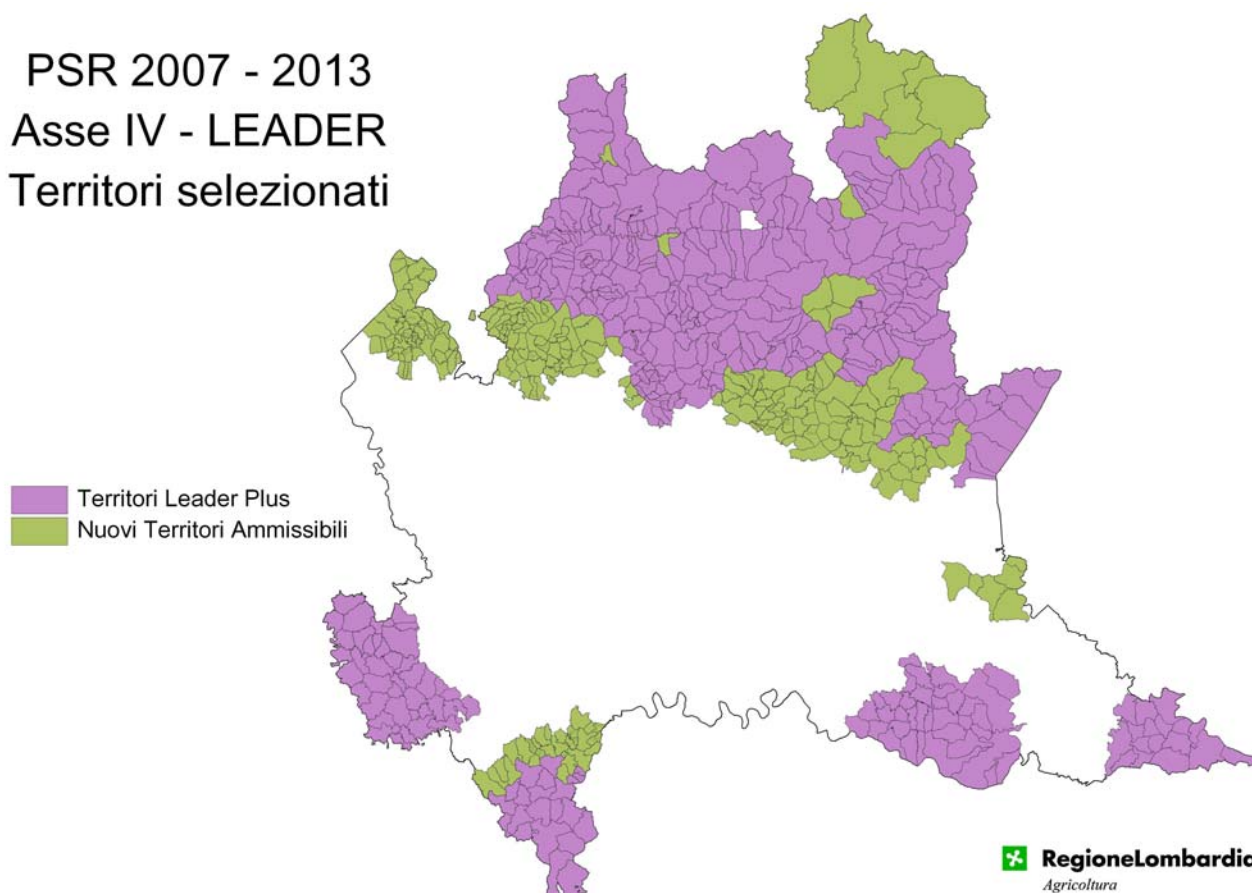 PSR 2007 - 2013
Asse IV - LEADER
Territori selezionati
Territori Leader Plus
Nuovi Territori Ammissibili
RegioneLombardia
Agricoltura